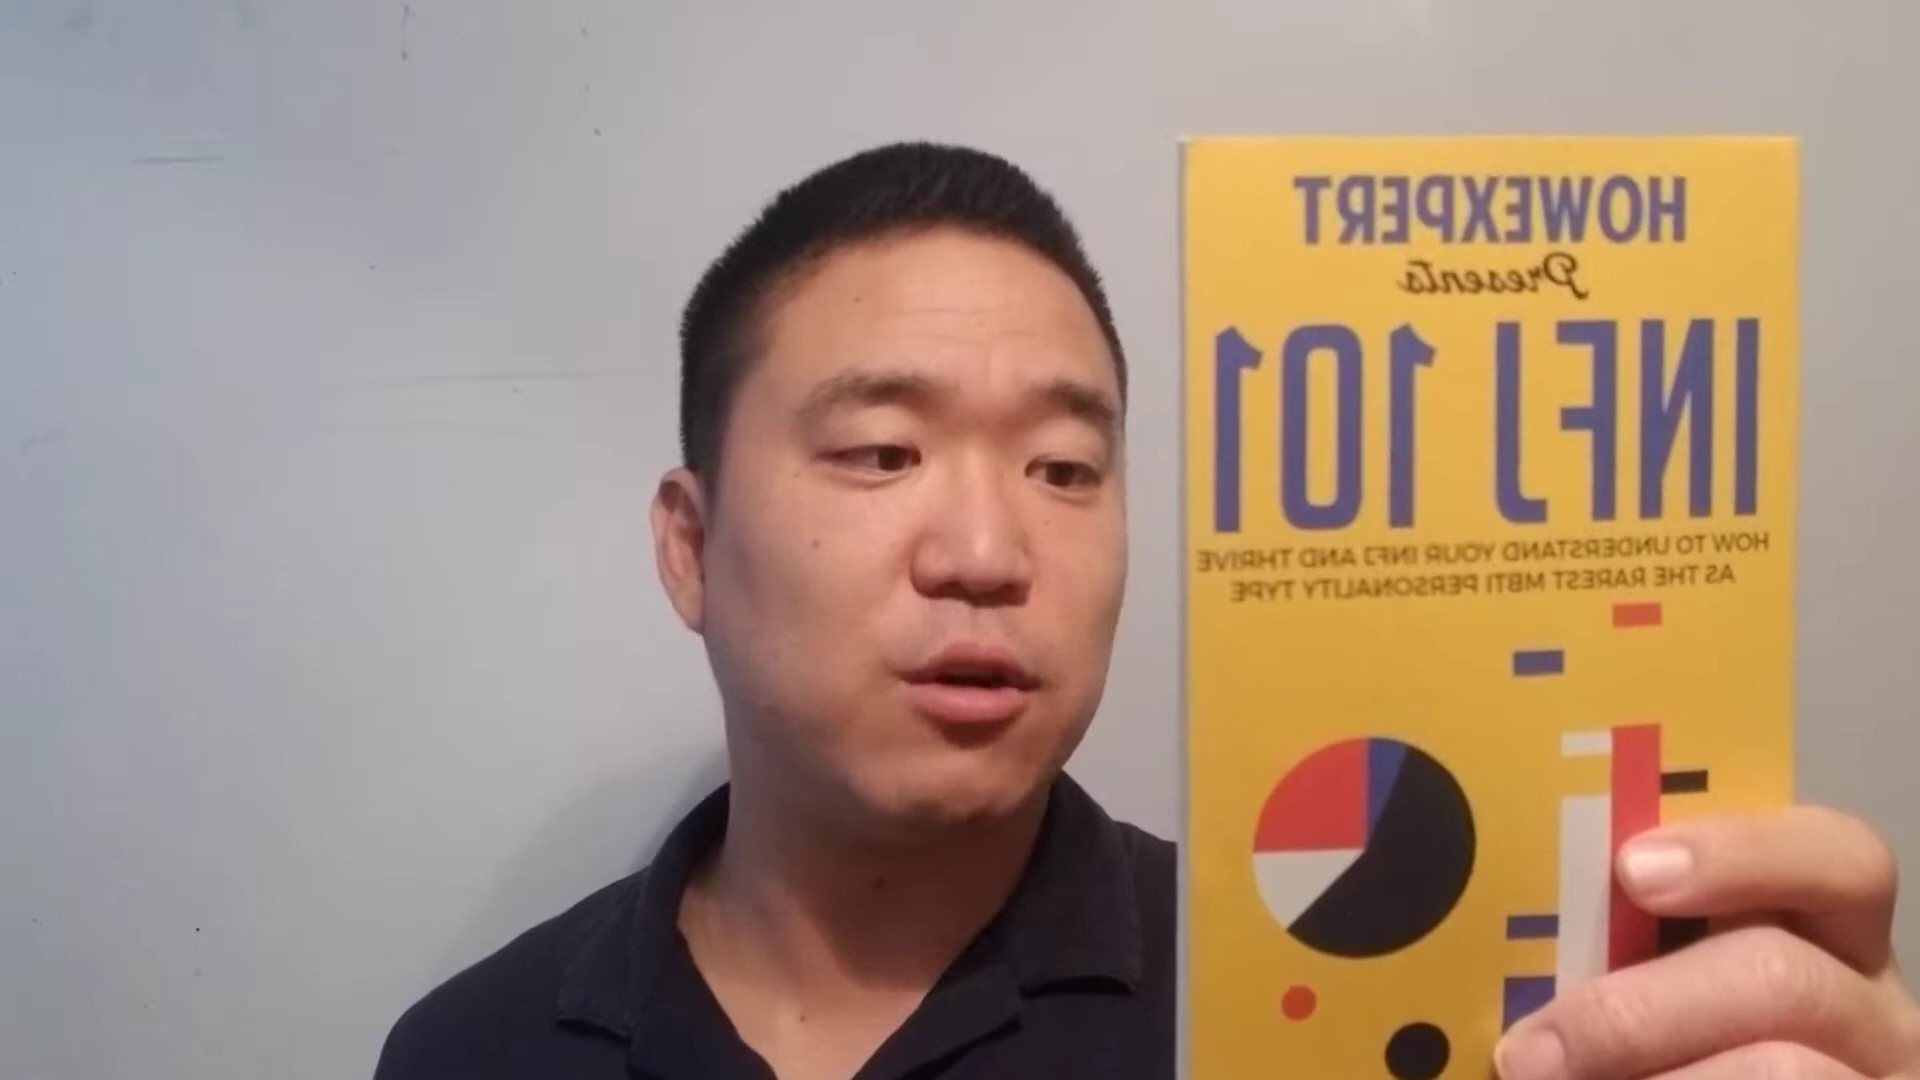 HOWEXPERT
Presents
INFJ 101
HOW TO UNDERSTAND YOUR INFJ AND THRIVE
AS THE RAREST MBTI PERSONALITY TYPE